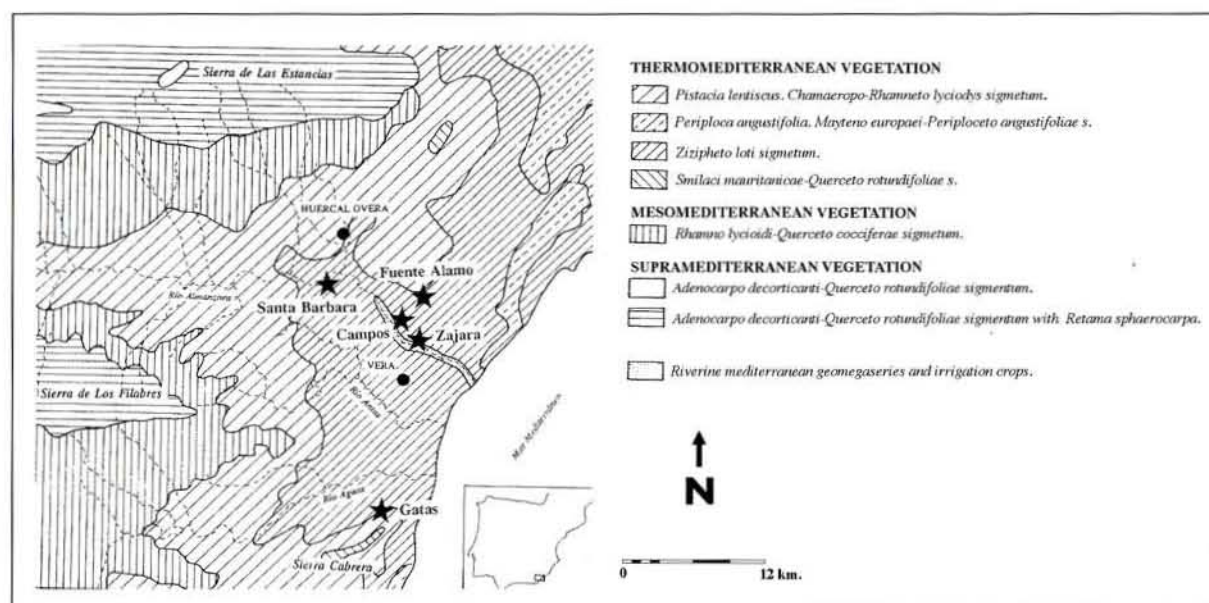 Sierra de Las Estancias
HUERCAL OVERA
Fuente Alamo
Río Almanzora
Santa Barbara
Campos
Zajara
VERA
Sierra de Los Filabres
Río Antas
Mar Mediterráneo
Río Aguas
Gatas
Sierra Cabrera
THERMOMEDITERRANEAN VEGETATION
Pistacia lentiscus. Chamaeropo-Rhamneto lyciodys sigmetum.
Periploca angustifolia. Mayteno europaei-Periploceto angustifoliae s.
Zizipheto loti sigmetum.
Smilaci mauritanicae-Querceto rotundifoliae s.
MESOMEDITERRANEAN VEGETATION
Rhamno lycioidi-Querceto cocciferae sigmetum.
SUPRAMEDITERRANEAN VEGETATION
Adenocarpo decorticanti-Querceto rotundifoliae sigmentum.
Adenocarpo decorticanti-Querceto rotundifoliae sigmentum with Retama sphaerocarpa.
Riverine mediterranean geomegaseries and irrigation crops.
N
0 12 km.